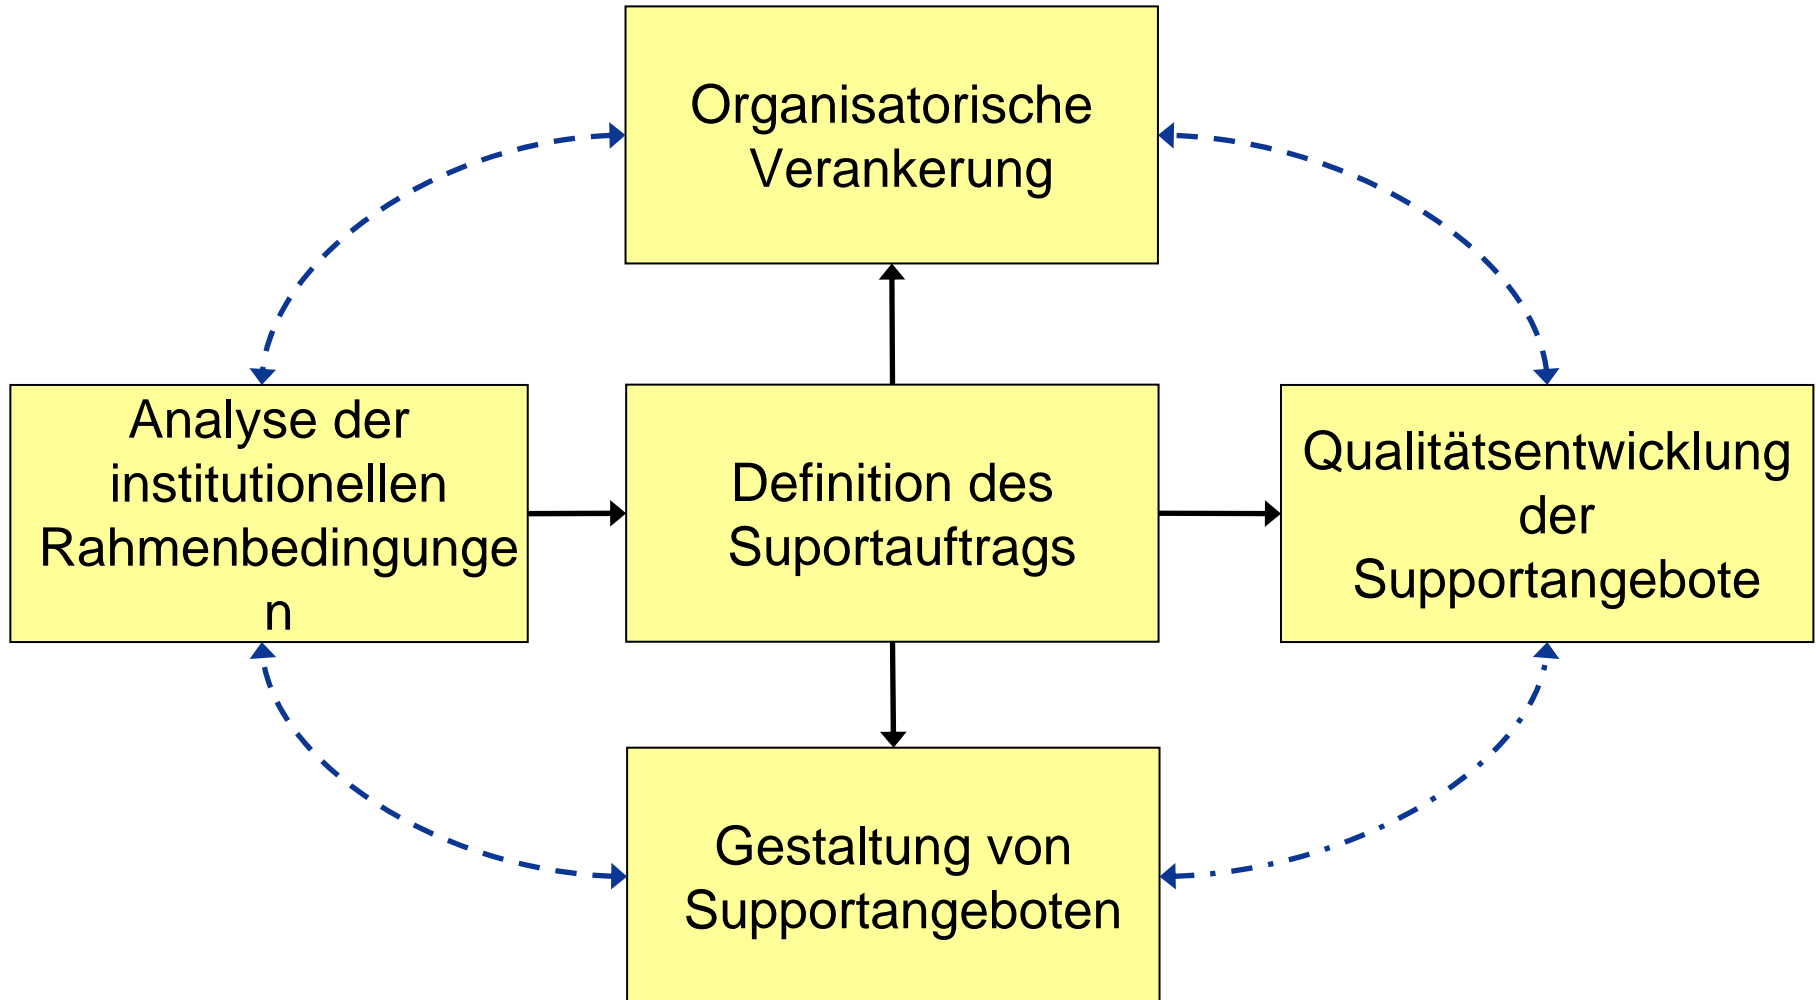 Organisatorische
Verankerung
Analyse der
institutionellen
Rahmenbedingunge
n
Definition des
Suportauftrags
Qualitätsentwicklung
der
Supportangebote
Gestaltung von
Supportangeboten